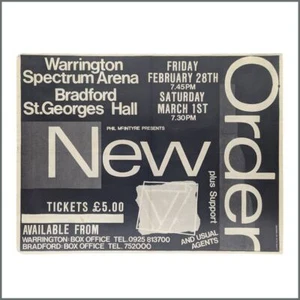 Warrington
Spectrum Arena
Bradford
St.Georges Hall
FRIDAY
FEBRUARY 28TH
7.45PM
SATURDAY
MARCH 1ST
7.30PM
PHIL McINTYRE PRESENTS
New
Order
plus Support
TICKETS £5.00
AVAILABLE FROM
WARRINGTON·BOX OFFICE TEL.0925 813700
BRADFORD·BOX OFFICE TEL.752000
AND USUAL
AGENTS